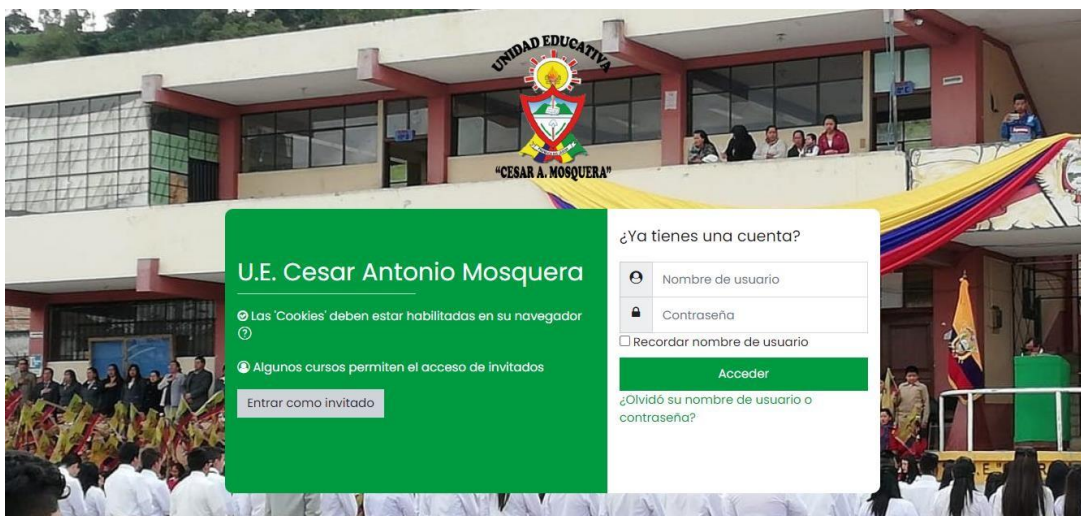 UNIDAD EDUCATIVA
"CESAR A. MOSQUERA"
U.E. Cesar Antonio Mosquera
Las 'Cookies' deben estar habilitadas en su navegador
Algunos cursos permiten el acceso de invitados
Entrar como invitado
¿Ya tienes una cuenta?
Nombre de usuario
Contraseña
Recordar nombre de usuario
Acceder
¿Olvidó su nombre de usuario o
contraseña?